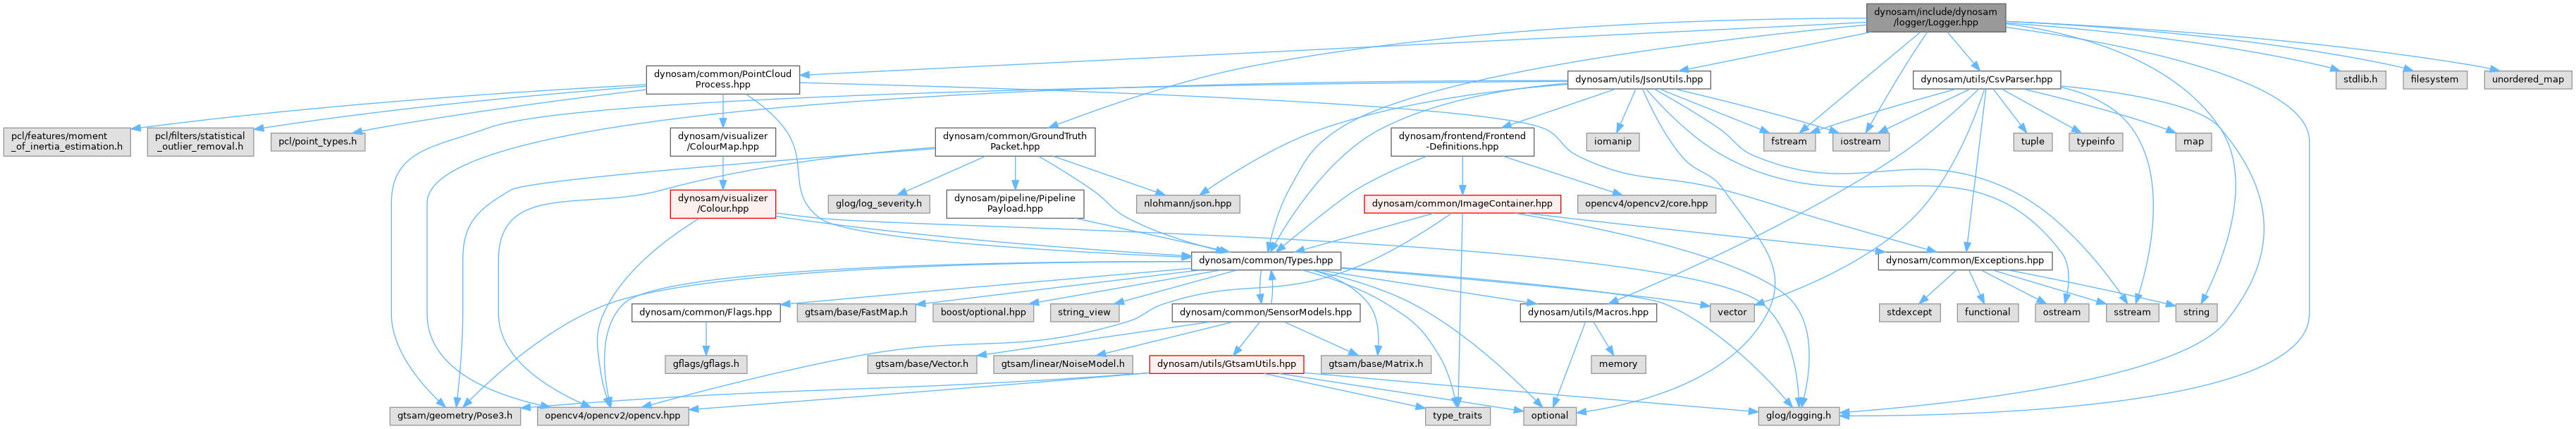 dynosam/include/dynosam
/logger/Logger.hpp
dynosam/common/PointCloud
Process.hpp
dynosam/utils/JsonUtils.hpp
dynosam/utils/CsvParser.hpp
stdlib.h
filesystem
unordered_map
pcl/features/moment
_of_inertia_estimation.h
pcl/filters/statistical
_outlier_removal.h
pcl/point_types.h
dynosam/visualizer
/ColourMap.hpp
dynosam/common/GroundTruth
Packet.hpp
dynosam/frontend/Frontend
-Definitions.hpp
iomanip
fstream
iostream
tuple
typeinfo
map
dynosam/visualizer
/Colour.hpp
glog/log_severity.h
dynosam/pipeline/Pipeline
Payload.hpp
nlohmann/json.hpp
dynosam/common/ImageContainer.hpp
opencv4/opencv2/core.hpp
dynosam/common/Types.hpp
dynosam/common/Exceptions.hpp
dynosam/common/Flags.hpp
gtsam/base/FastMap.h
boost/optional.hpp
string_view
dynosam/common/SensorModels.hpp
vector
dynosam/utils/Macros.hpp
stdexcept
functional
ostream
sstream
string
gflags/gflags.h
gtsam/base/Vector.h
gtsam/linear/NoiseModel.h
dynosam/utils/GtsamUtils.hpp
gtsam/base/Matrix.h
memory
gtsam/geometry/Pose3.h
opencv4/opencv2/opencv.hpp
type_traits
optional
glog/logging.h